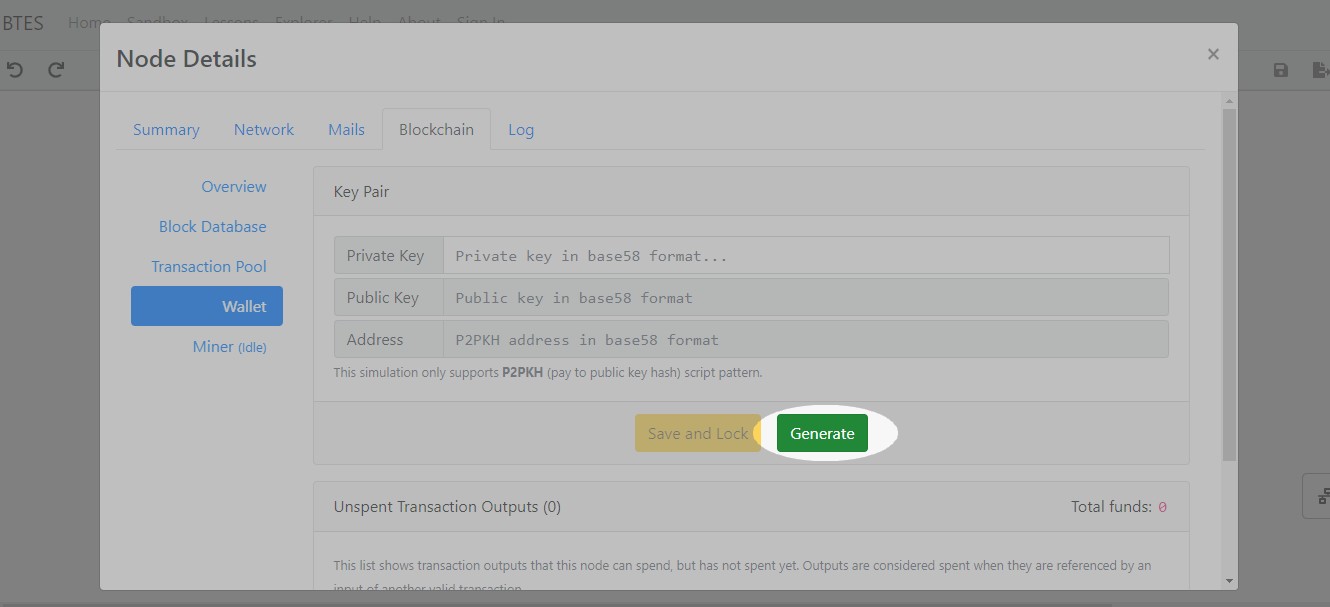 BTES Home Sandbox Lessons Explorer Help About Sign In
Node Details ×
Summary Network Mails Blockchain Log
Overview
Block Database
Transaction Pool
Wallet
Miner (Idle)
Key Pair
Private Key Private key in base58 format...
Public Key Public key in base58 format
Address P2PKH address in base58 format
This simulation only supports P2PKH (pay to public key hash) script pattern.
Save and Lock Generate
Unspent Transaction Outputs (0) Total funds: 0
This list shows transaction outputs that this node can spend, but has not spent yet. Outputs are considered spent when they are referenced by an
input of another valid transaction.